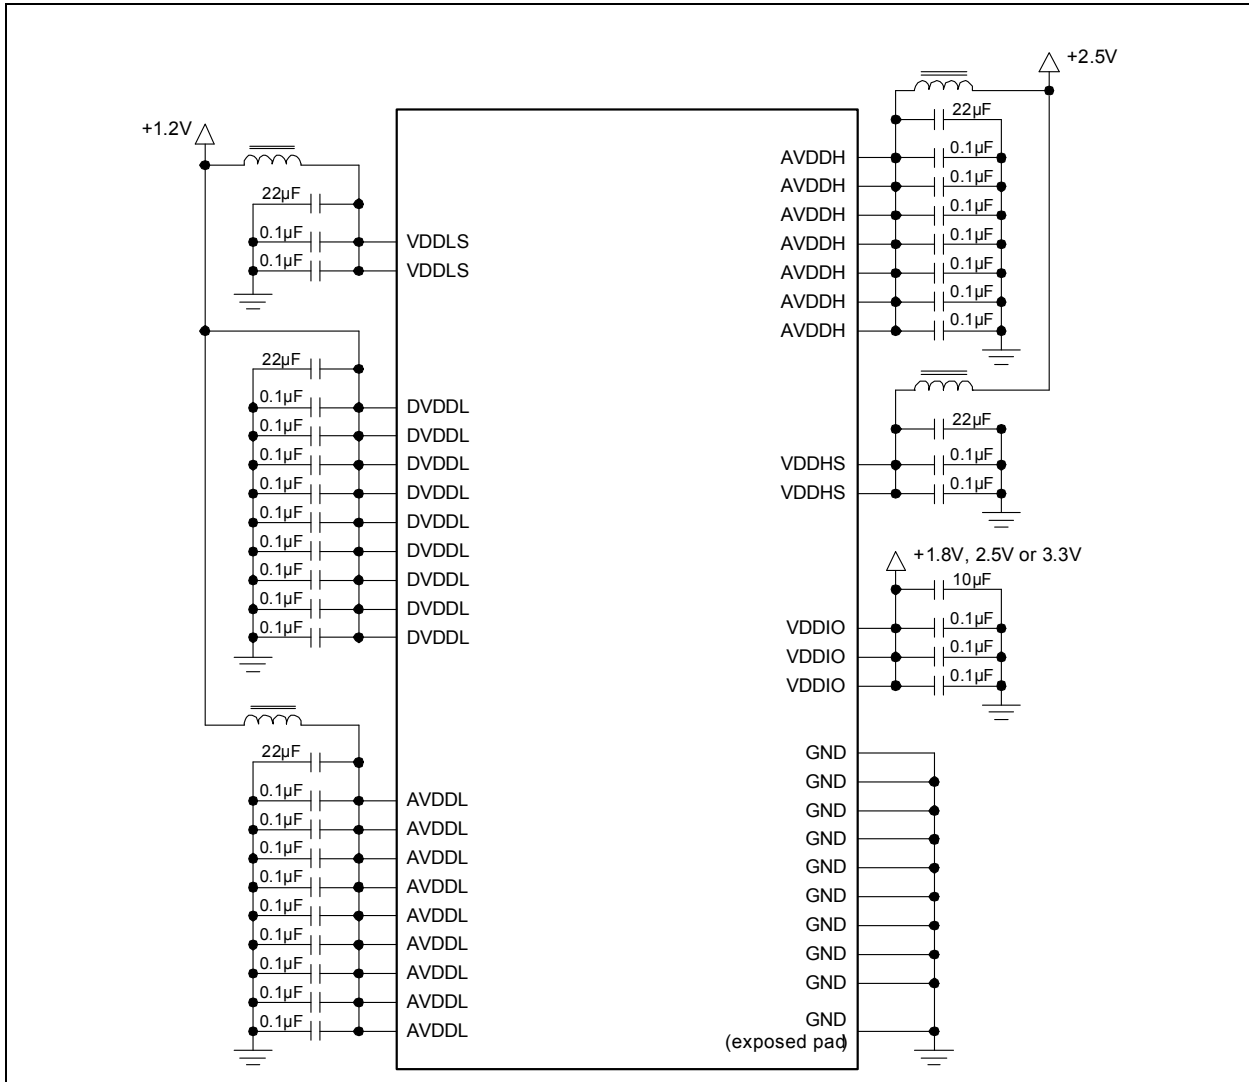 +1.2V
22µF
0.1µF
VDDLS
0.1µF
VDDLS
22µF
0.1µF
DVDDL
0.1µF
DVDDL
0.1µF
DVDDL
0.1µF
DVDDL
0.1µF
DVDDL
0.1µF
DVDDL
0.1µF
DVDDL
0.1µF
DVDDL
0.1µF
DVDDL
22µF
0.1µF
AVDDL
0.1µF
AVDDL
0.1µF
AVDDL
0.1µF
AVDDL
0.1µF
AVDDL
0.1µF
AVDDL
0.1µF
AVDDL
0.1µF
AVDDL
0.1µF
AVDDL
+2.5V
22µF
AVDDH
0.1µF
AVDDH
0.1µF
AVDDH
0.1µF
AVDDH
0.1µF
AVDDH
0.1µF
AVDDH
0.1µF
AVDDH
0.1µF
22µF
VDDHS
0.1µF
VDDHS
0.1µF
+1.8V, 2.5V or 3.3V
10µF
VDDIO
0.1µF
VDDIO
0.1µF
VDDIO
0.1µF
GND
GND
GND
GND
GND
GND
GND
GND
GND
GND
(exposed pad)